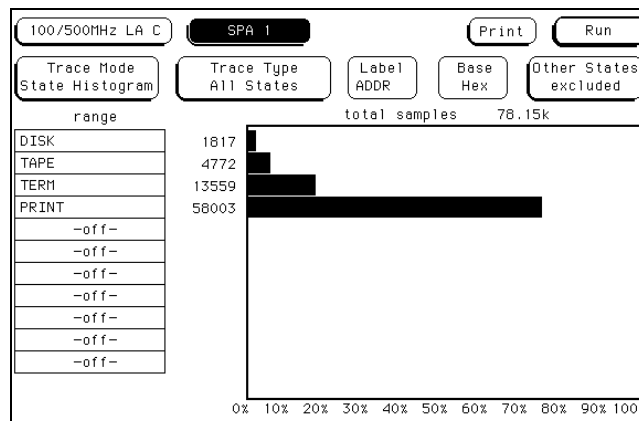 100/500MHz LA C
SPA 1
Print
Run
Trace Mode
State Histogram
Trace Type
All States
Label
ADDR
Base
Hex
Other States
excluded
range
total samples 78.15k
DISK 1817
TAPE 4772
TERM 13559
PRINT 58003
-off-
-off-
-off-
-off-
-off-
-off-
-off-
0% 10% 20% 30% 40% 50% 60% 70% 80% 90% 100